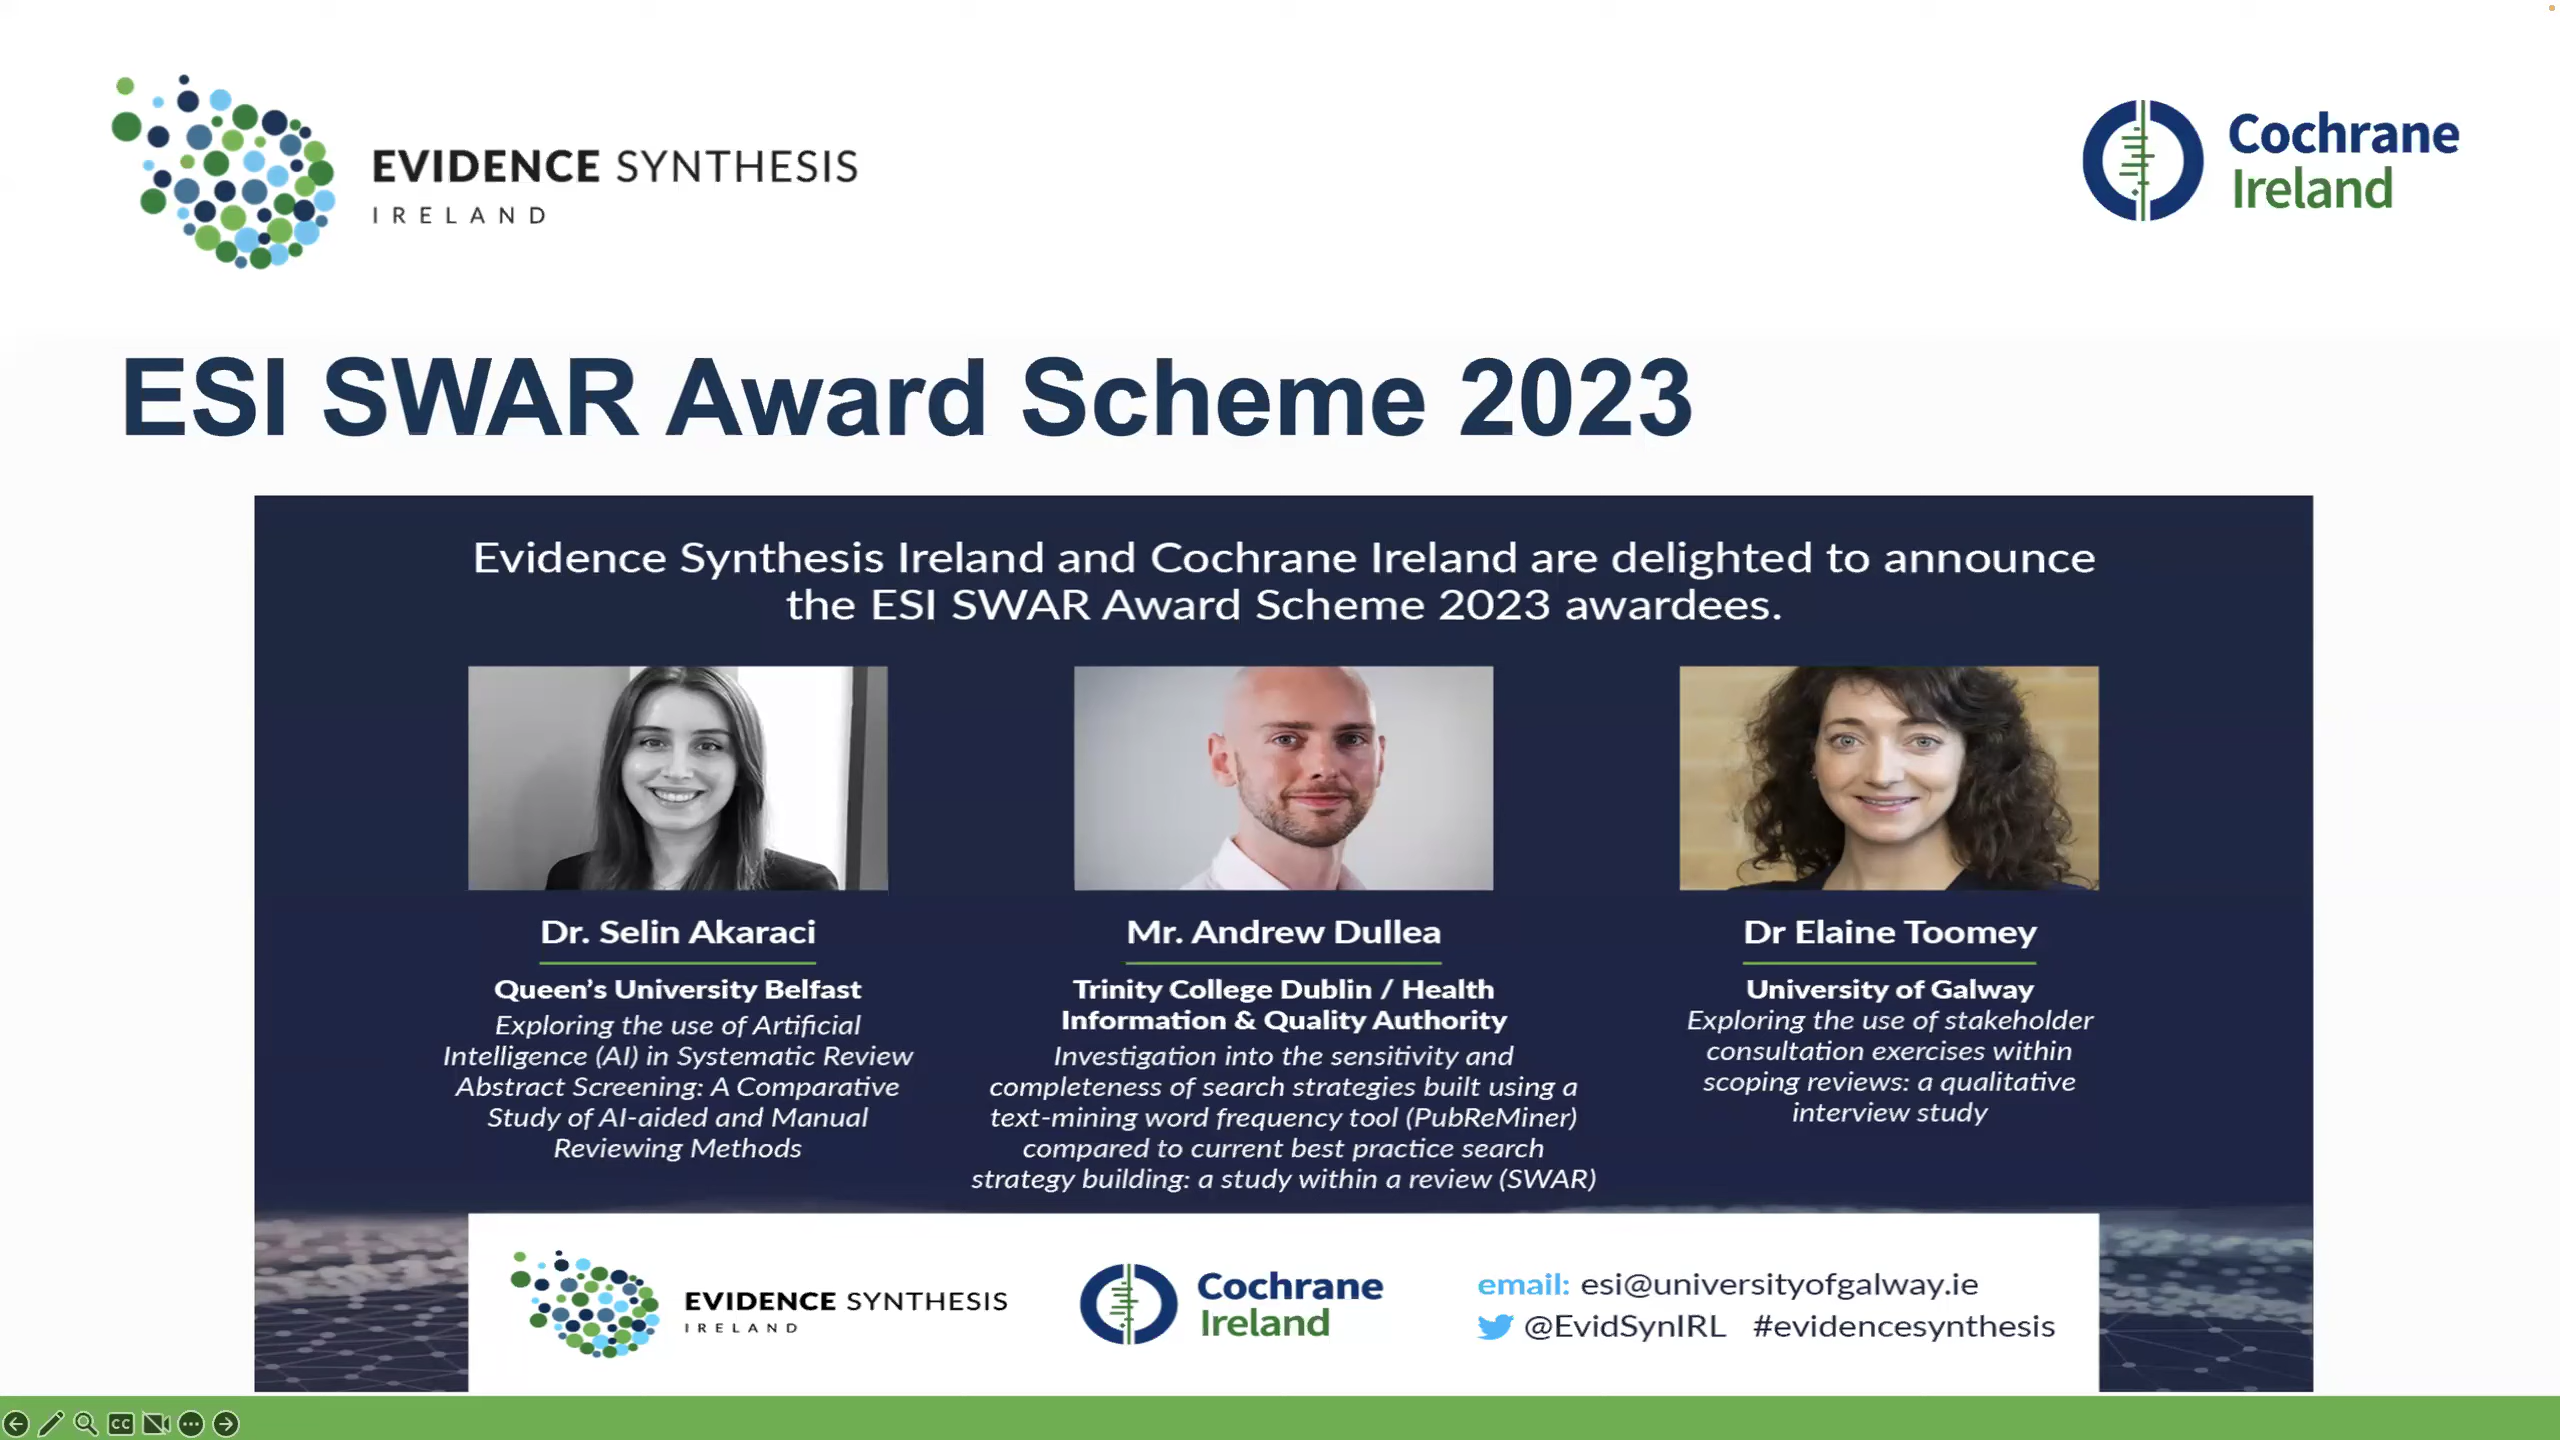 EVIDENCE SYNTHESIS
IRELAND
Cochrane
Ireland
ESI SWAR Award Scheme 2023
Evidence Synthesis Ireland and Cochrane Ireland are delighted to announce
the ESI SWAR Award Scheme 2023 awardees.
Dr. Selin Akaraci
Queen's University Belfast
Exploring the use of Artificial
Intelligence (AI) in Systematic Review
Abstract Screening: A Comparative
Study of AI-aided and Manual
Reviewing Methods
Mr. Andrew Dullea
Trinity College Dublin / Health
Information & Quality Authority
Investigation into the sensitivity and
completeness of search strategies built using a
text-mining word frequency tool (PubReMiner)
compared to current best practice search
strategy building: a study within a review (SWAR)
Dr Elaine Toomey
University of Galway
Exploring the use of stakeholder
consultation exercises within
scoping reviews: a qualitative
interview study
EVIDENCE SYNTHESIS
IRELAND
Cochrane
Ireland
email: esi@universityofgalway.ie
@EvidSynIRL #evidencesynthesis
CC